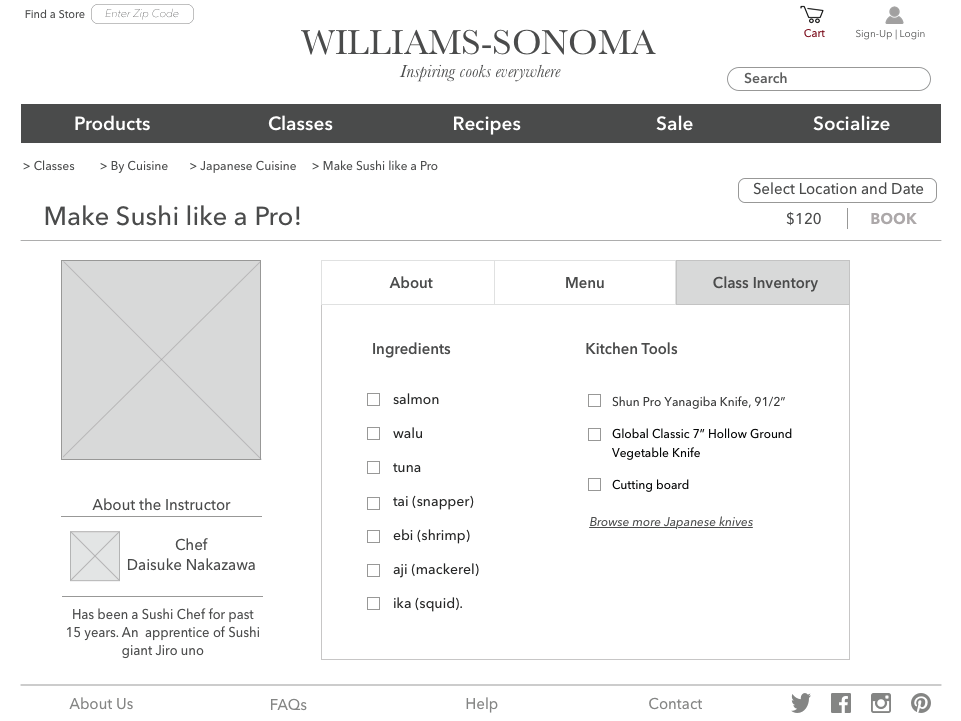 Find a Store
Enter Zip Code
Cart
Sign-Up | Login
WILLIAMS-SONOMA
Inspiring cooks everywhere
Search
Products
Classes
Recipes
Sale
Socialize
> Classes
> By Cuisine
> Japanese Cuisine
> Make Sushi like a Pro
Select Location and Date
Make Sushi like a Pro!
$120
BOOK
About the Instructor
Chef
Daisuke Nakazawa
Has been a Sushi Chef for past
15 years. An apprentice of Sushi
giant Jiro uno
About
Menu
Class Inventory
Ingredients
salmon
walu
tuna
tai (snapper)
ebi (shrimp)
aji (mackerel)
ika (squid).
Kitchen Tools
Shun Pro Yanagiba Knife, 91/2”
Global Classic 7” Hollow Ground
Vegetable Knife
Cutting board
Browse more Japanese knives
About Us
FAQs
Help
Contact